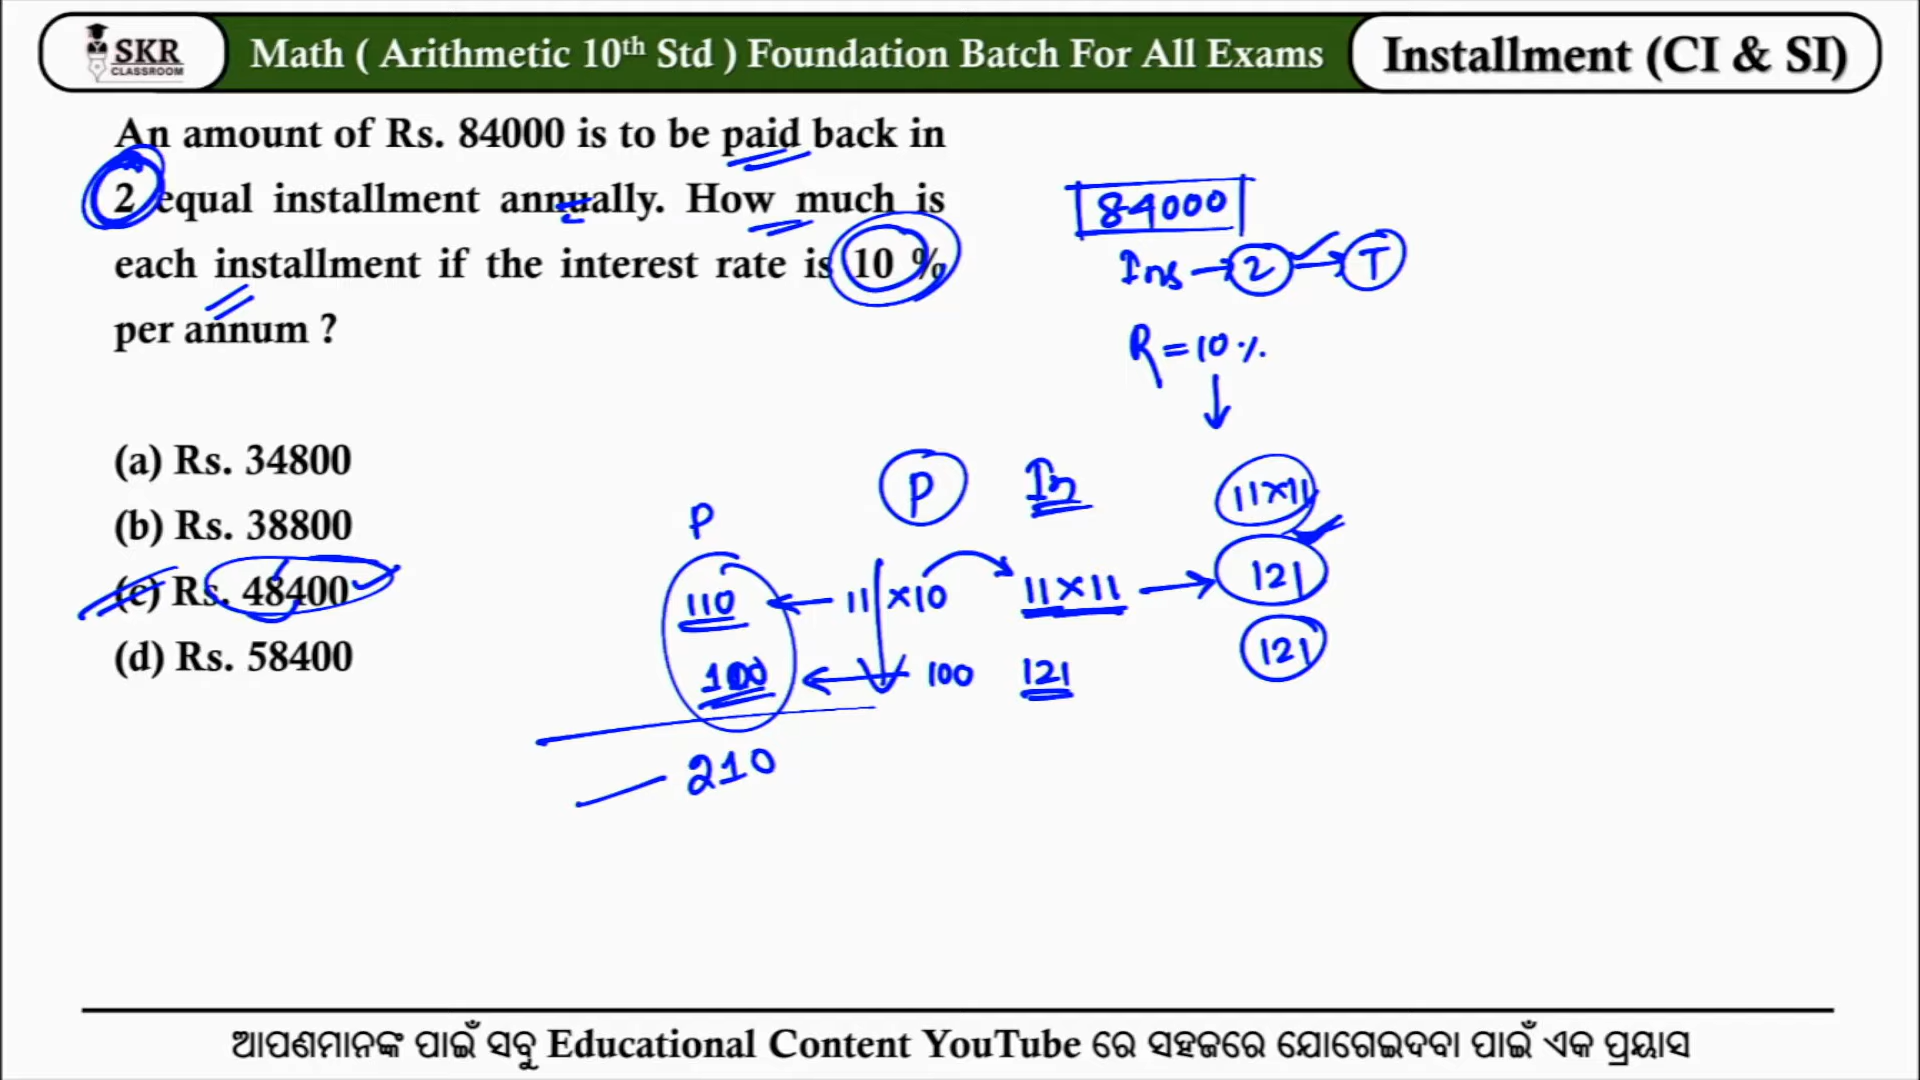 SKR
CLASSROOM
Math ( Arithmetic 10th Std ) Foundation Batch For All Exams
Installment (CI & SI)
An amount of Rs. 84000 is to be paid back in
2 equal installment annually. How much is
each installment if the interest rate is 10 %
per annum ?
(a) Rs. 34800
(b) Rs. 38800
(c) Rs. 48400
(d) Rs. 58400
84000
Ins → 2 → T
R = 10 %
P P In 11×11
110 ← 11 ×10 11×11 → 121
100 ← 100 121 121
210
ଆପଣମାନଙ୍କ ପାଇଁ ସବୁ Educational Content YouTube ରେ ସହଜରେ ଯୋଗେଇଦବା ପାଇଁ ଏକ ପ୍ରୟାସ